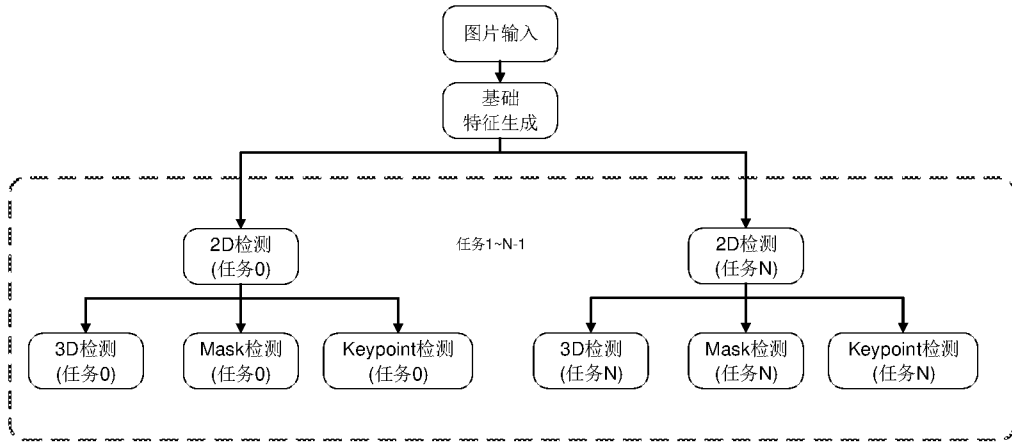 图片输入
基础
特征生成
2D检测
(任务0)
任务1~N-1
2D检测
(任务N)
3D检测
(任务0)
Mask检测
(任务0)
Keypoint检测
(任务0)
3D检测
(任务N)
Mask检测
(任务N)
Keypoint检测
(任务N)